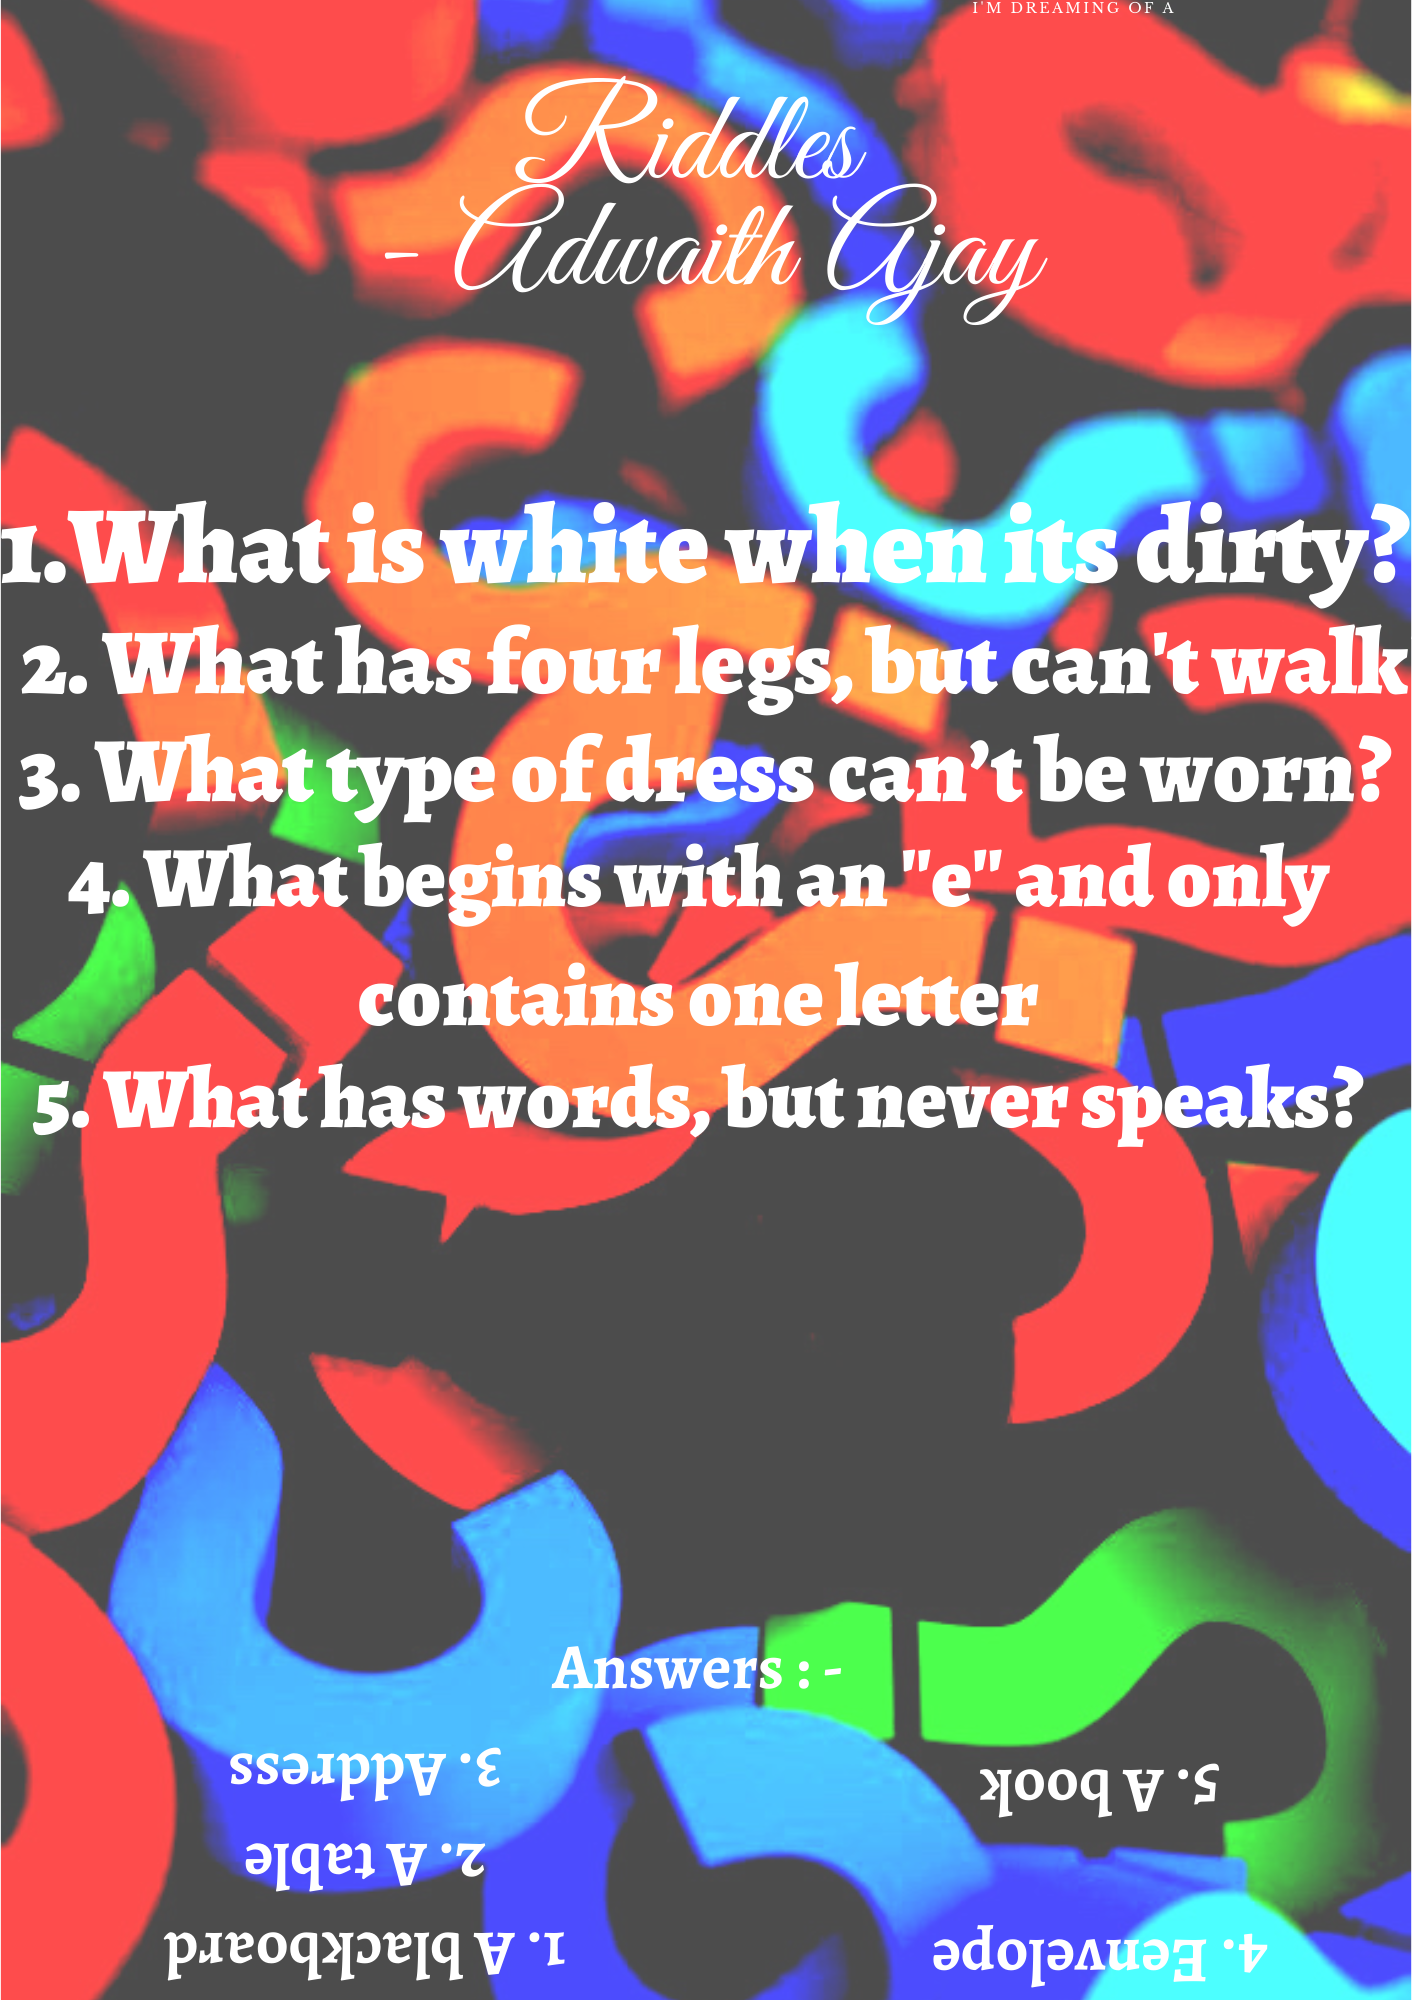 I'M DREAMING OF A
Riddles
- Adwaith Ajay
1.What is white when its dirty?
2. What has four legs, but can't walk
3. What type of dress can’t be worn?
4. What begins with an "e" and only
contains one letter
5. What has words, but never speaks?
Answers : -
3. Address
5. A book
2. A table
1. A blackboard
4. Eenvelope